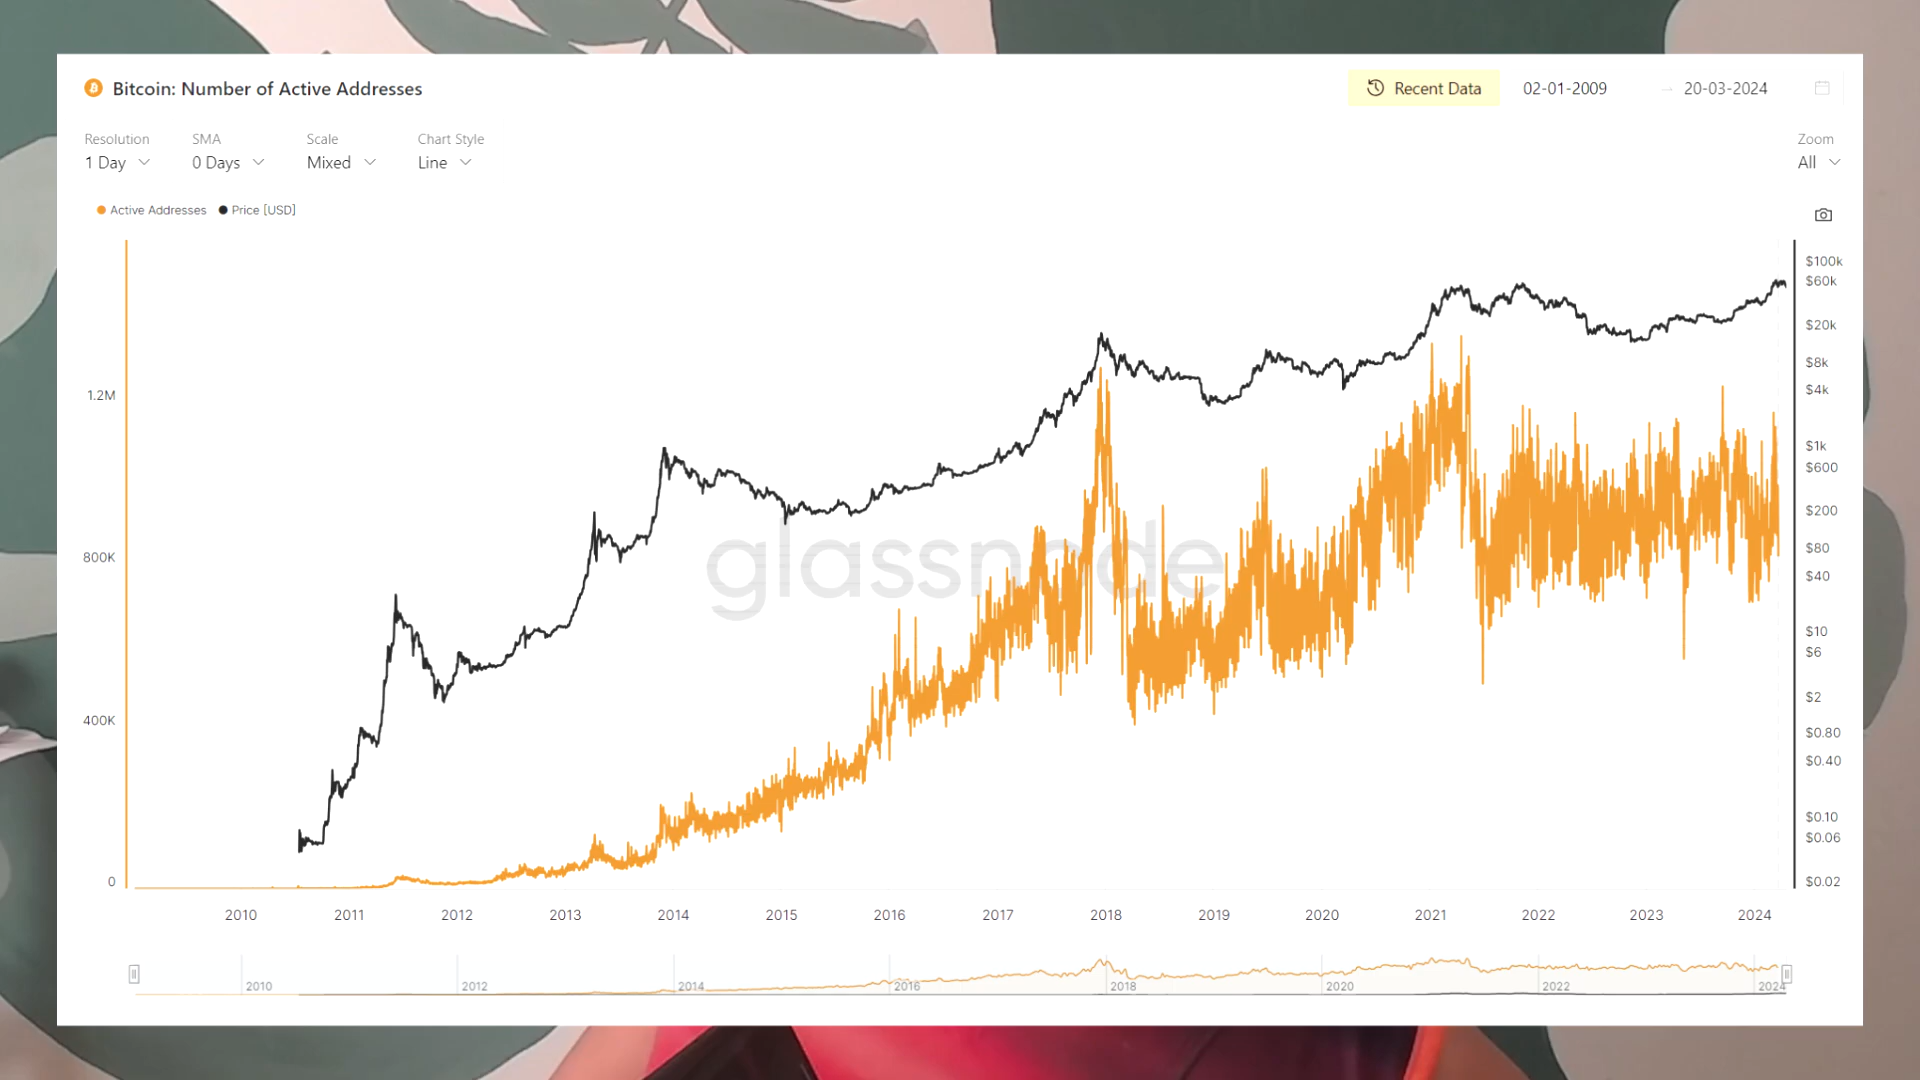 Bitcoin: Number of Active Addresses
Recent Data 02-01-2009 → 20-03-2024
Resolution SMA Scale Chart Style Zoom
1 Day 0 Days Mixed Line All
Active Addresses Price [USD]
1.2M
800K
400K
0
$100k
$60k
$20k
$8k
$4k
$1k
$600
$200
$80
$40
$10
$6
$2
$0.80
$0.40
$0.10
$0.06
$0.02
glassnode
2010 2011 2012 2013 2014 2015 2016 2017 2018 2019 2020 2021 2022 2023 2024
2010 2012 2014 2016 2018 2020 2022 2024